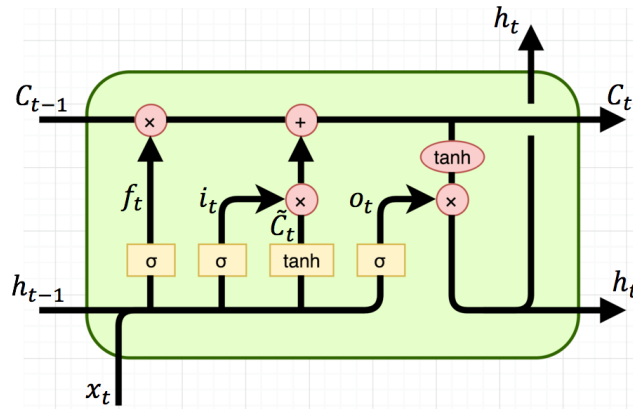 h_t
C_{t-1} × + C_t
tanh
f_t i_t × o_t ×
C̃_t
σ σ tanh σ
h_{t-1} h_t
x_t